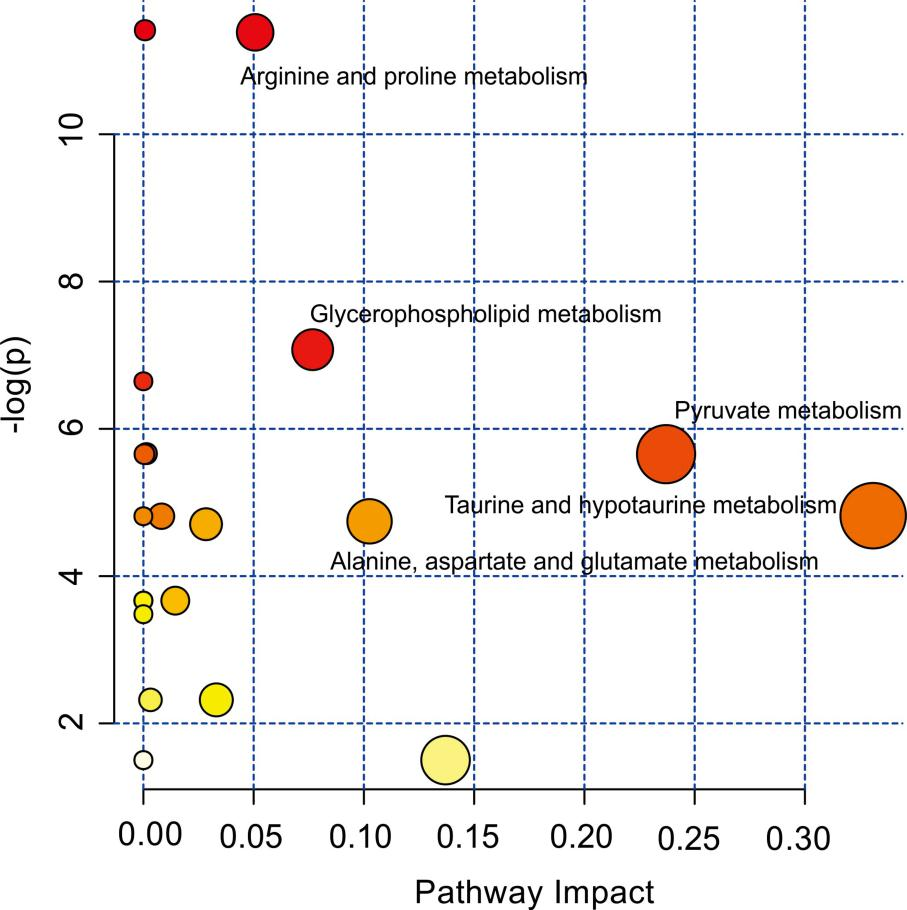 Arginine and proline metabolism
10
8
Glycerophospholipid metabolism
-log(p)
Pyruvate metabolism
6
Taurine and hypotaurine metabolism
Alanine, aspartate and glutamate metabolism
4
2
0.00 0.05 0.10 0.15 0.20 0.25 0.30
Pathway Impact